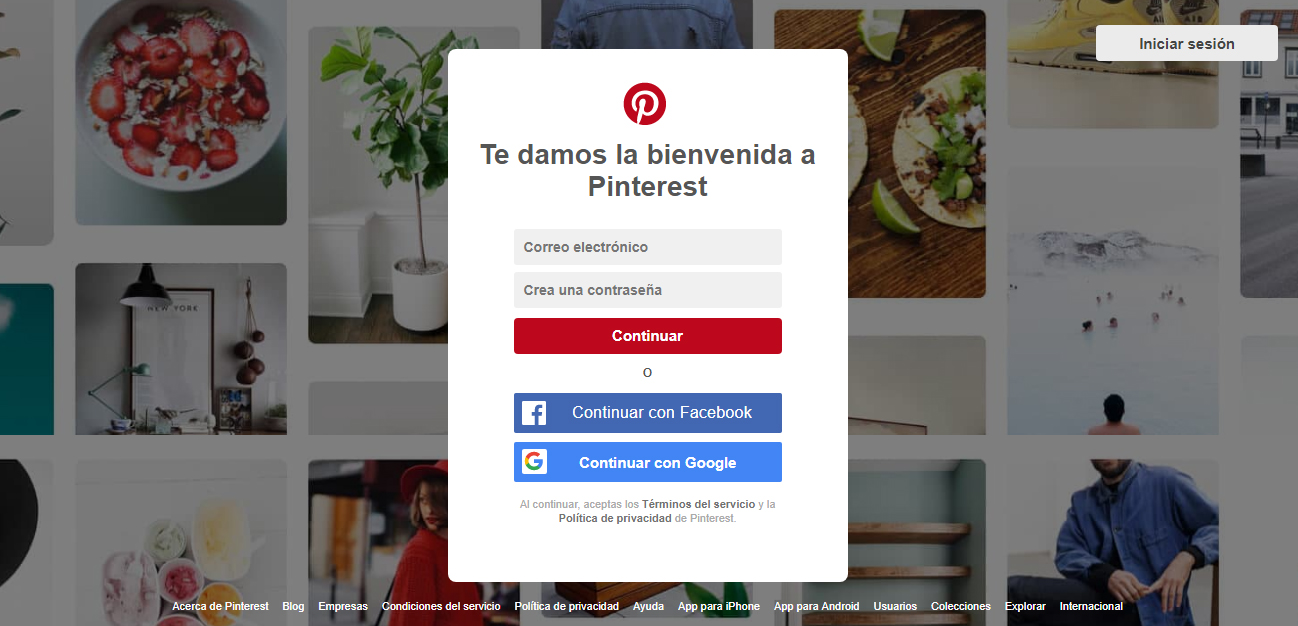 Iniciar sesión
Te damos la bienvenida a
Pinterest
Correo electrónico
Crea una contraseña
Continuar
O
Continuar con Facebook
Continuar con Google
Al continuar, aceptas los Términos del servicio y la
Política de privacidad de Pinterest.
NEW YORK
AIR
AIR
Acerca de Pinterest Blog Empresas Condiciones del servicio Política de privacidad Ayuda App para iPhone App para Android Usuarios Colecciones Explorar Internacional